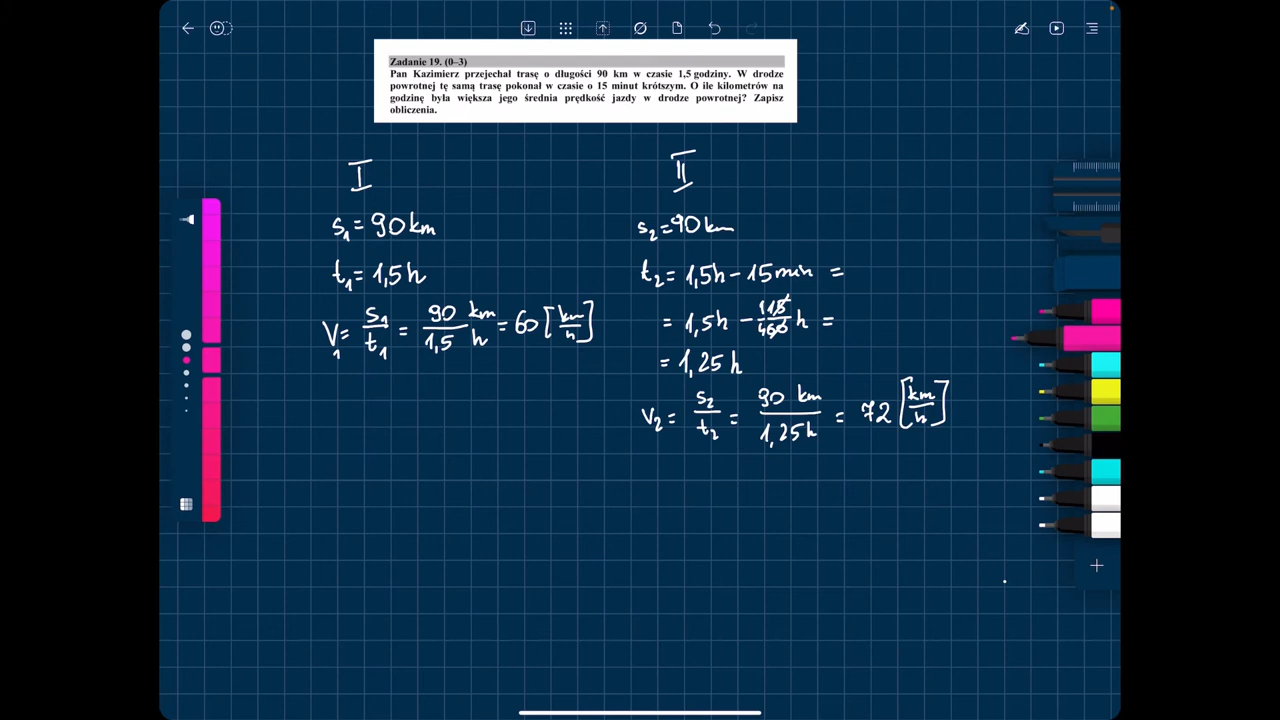 Zadanie 19. (0–3)
Pan Kazimierz przejechał trasę o długości 90 km w czasie 1,5 godziny. W drodze
powrotnej tę samą trasę pokonał w czasie o 15 minut krótszym. O ile kilometrów na
godzinę była większa jego średnia prędkość jazdy w drodze powrotnej? Zapisz
obliczenia.
I
s₁ = 90 km
t₁ = 1,5 h
V₁ = s₁/t₁ = 90 km/1,5 h = 60 [km/h]
II
s₂ = 90 km
t₂ = 1,5h − 15 min =
= 1,5h − 15/60 h =
= 1,25 h
V₂ = s₂/t₂ = 90 km/1,25 h = 72 [km/h]